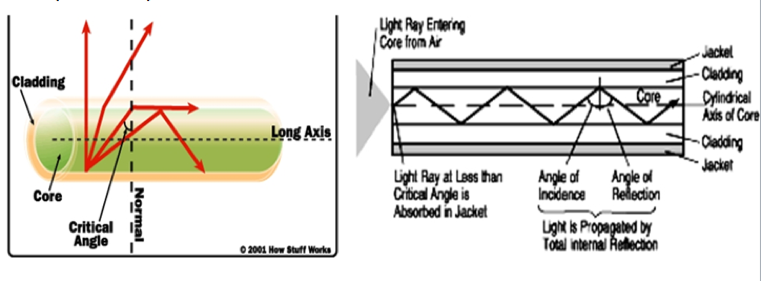 Cladding
Long Axis
Core
Critical
Angle
Normal
© 2001 How Stuff Works
Light Ray Entering
Core from Air
Jacket
Cladding
Core
Cylindrical
Axis of Core
Cladding
Jacket
Light Ray at Less than
Critical Angle is
Absorbed in Jacket
Angle of
Incidence
Angle of
Reflection
Light is Propagated by
Total Internal Reflection